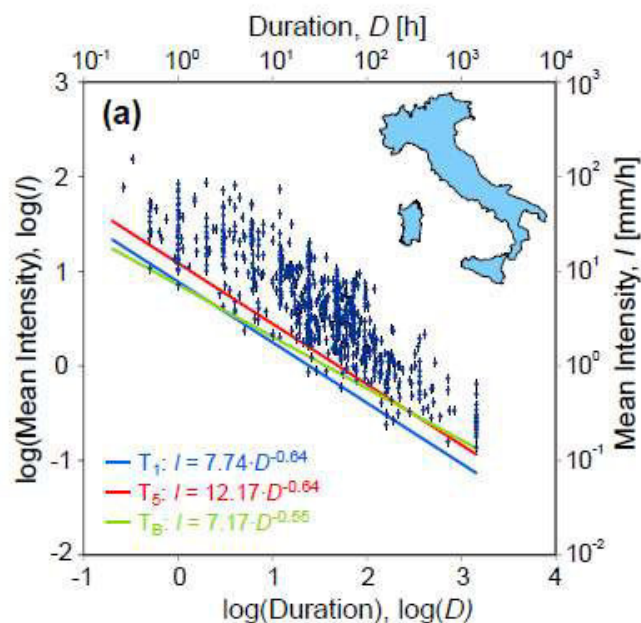 Duration, D [h]
10⁻¹ 10⁰ 10¹ 10² 10³ 10⁴
(a)
3
2
1
0
-1
-2
log(Mean Intensity), log(I)
10³
10²
10¹
10⁰
10⁻¹
10⁻²
Mean Intensity, I [mm/h]
T₁: I = 7.74·D⁻⁰·⁶⁴
T₅: I = 12.17·D⁻⁰·⁶⁴
T_B: I = 7.17·D⁻⁰·⁵⁵
-1 0 1 2 3 4
log(Duration), log(D)